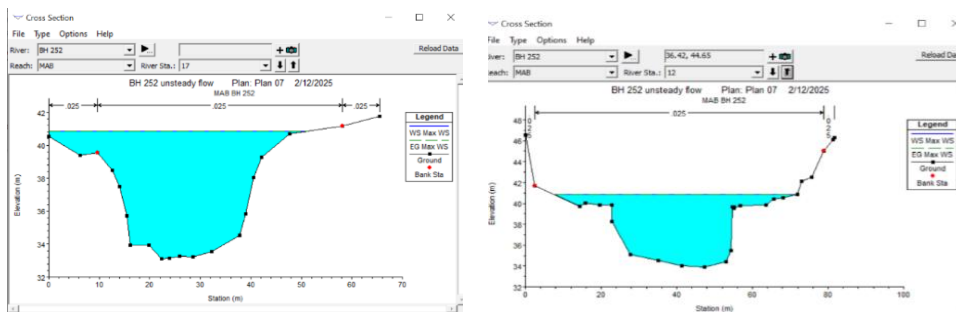 Cross Section
File Type Options Help
River: BH 252
Reload Data
Reach: MAB River Sta.: 17
BH 252 unsteady flow Plan: Plan 07 2/12/2025
MAB BH 252
.025 .025 .025
Legend
WS Max WS
EG Max WS
Ground
Bank Sta
Elevation (m)
42
40
38
36
34
32
0 10 20 30 40 50 60 70
Station (m)
Cross Section
File Type Options Help
iver: BH 252 36.42, 44.65
Reload Data
each: MAB River Sta.: 12
BH 252 unsteady flow Plan: Plan 07 2/12/2025
MAB BH 252
.025
Legend
WS Max WS
EG Max WS
Ground
Bank Sta
Elevation (m)
48
46
44
42
40
38
36
34
32
0 20 40 60 80 100
Station (m)